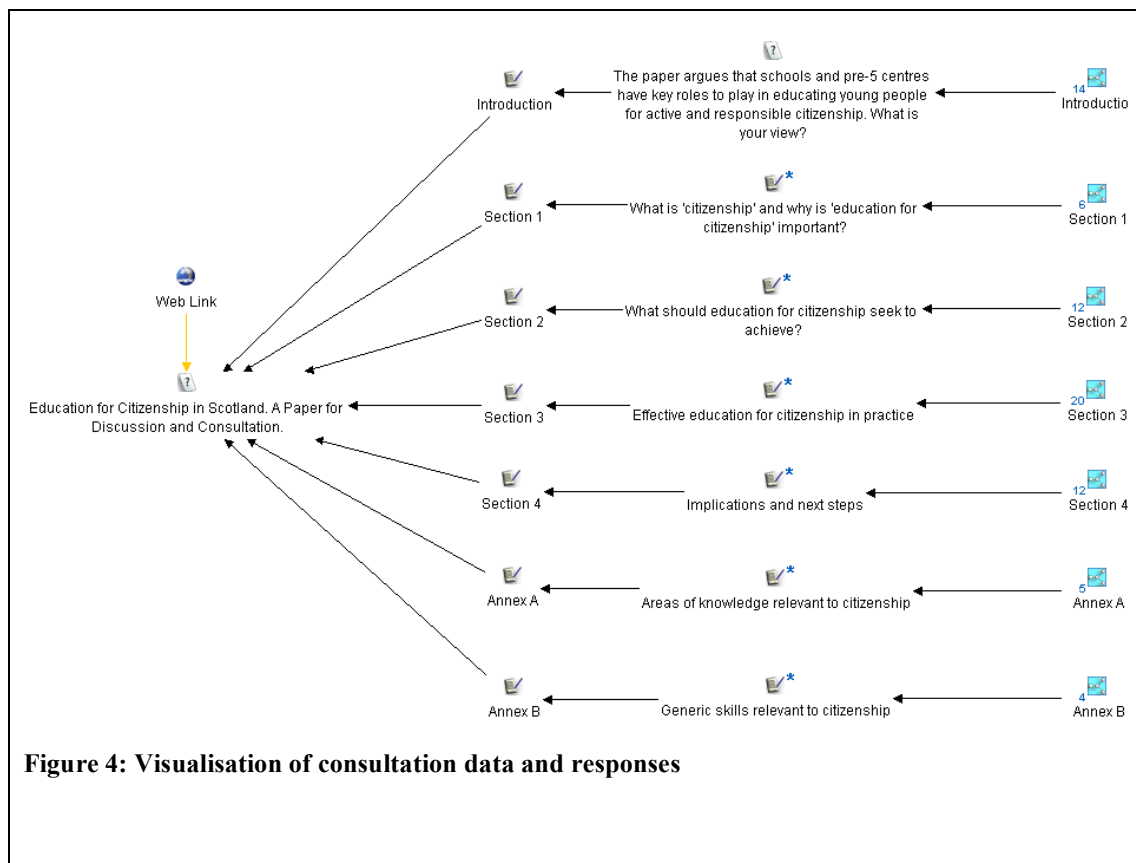 The paper argues that schools and pre-5 centres
have key roles to play in educating young people
for active and responsible citizenship. What is
your view?
Introduction
14
Introductio
*
What is 'citizenship' and why is 'education for
citizenship' important?
Section 1
6
Section 1
*
What should education for citizenship seek to
achieve?
Section 2
12
Section 2
Web Link
Education for Citizenship in Scotland. A Paper for
Discussion and Consultation.
*
Effective education for citizenship in practice
Section 3
20
Section 3
*
Implications and next steps
Section 4
12
Section 4
*
Areas of knowledge relevant to citizenship
Annex A
5
Annex A
*
Generic skills relevant to citizenship
Annex B
4
Annex B
Figure 4: Visualisation of consultation data and responses